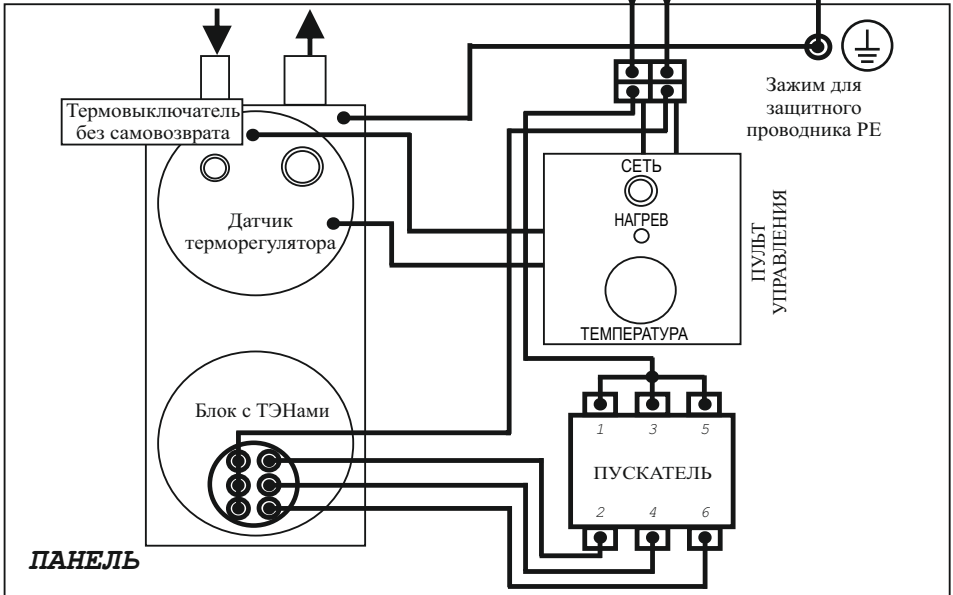 Зажим для
защитного
проводника PE
Термовыключатель
без самовозврата
Датчик
терморегулятора
СЕТЬ
НАГРЕВ
ТЕМПЕРАТУРА
ПУЛЬТ
УПРАВЛЕНИЯ
Блок с ТЭНами
1 3 5
ПУСКАТЕЛЬ
2 4 6
ПАНЕЛЬ